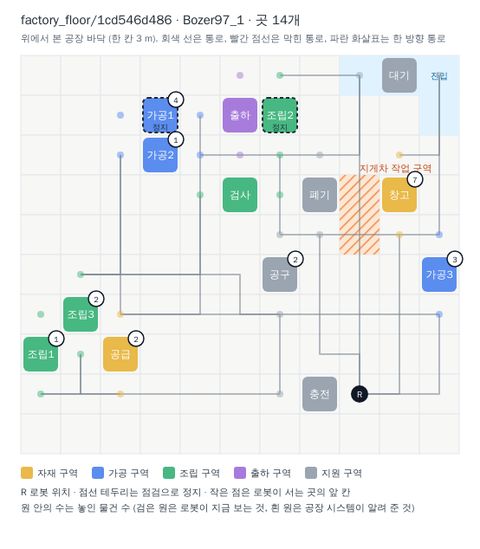 factory_floor/1cd546d486 · Bozer97_1 · 곳 14개
위에서 본 공장 바닥 (한 칸 3 m). 회색 선은 통로, 빨간 점선은 막힌 통로, 파란 화살표는 한 방향 통로
대기
진입
4
가공1
정지
출하
조립2
정지
1
가공2
지게차 작업 구역
7
검사
폐기
창고
2
공구
3
가공3
2
조립3
1
조립1
2
공급
충전
R
자재 구역
가공 구역
조립 구역
출하 구역
지원 구역
R 로봇 위치 · 점선 테두리는 점검으로 정지 · 작은 점은 로봇이 서는 곳의 앞 칸
원 안의 수는 놓인 물건 수 (검은 원은 로봇이 지금 보는 것, 흰 원은 공장 시스템이 알려 준 것)